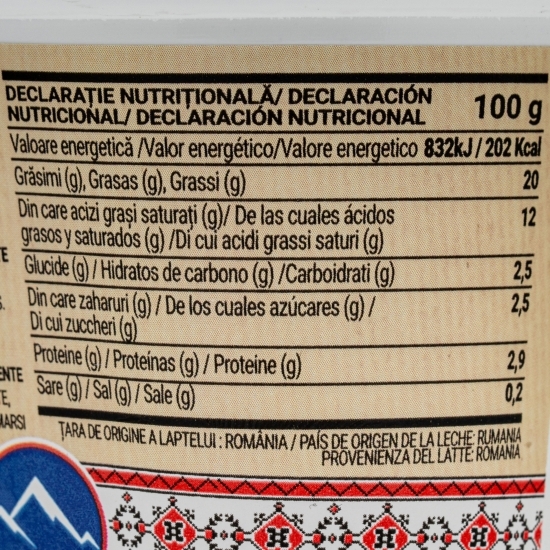 DECLARAȚIE NUTRIȚIONALĂ/ DECLARACIÓN
NUTRICIONAL/ DECLARACIÓN NUTRICIONAL 100 g
Valoare energetică /Valor energético/Valore energetico 832kJ / 202 Kcal
Grăsimi (g), Grasas (g), Grassi (g) 20
Din care acizi grași saturați (g)/ De las cuales ácidos 12
grasos y saturados (g) /Di cui acidi grassi saturi (g)
Glucide (g) / Hidratos de carbono (g) /Carboidrati (g) 2,5
Din care zaharuri (g) / De los cuales azúcares (g) / 2,5
Di cui zuccheri (g)
Proteine (g) / Proteínas (g) / Proteine (g) 2,9
Sare (g) / Sal (g) / Sale (g) 0,2
ȚARA DE ORIGINE A LAPTELUI : ROMÂNIA / PAÍS DE ORIGEN DE LA LECHE: RUMANIA
PROVENIENZA DEL LATTE: ROMANIA